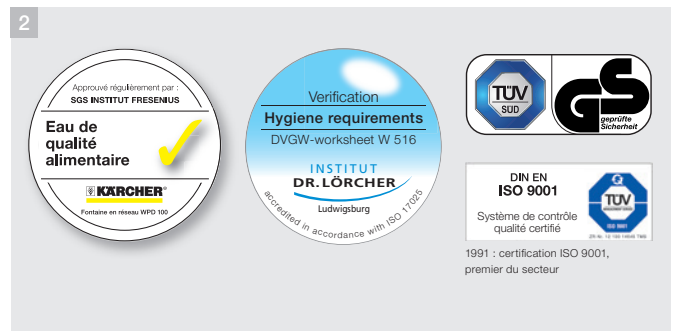 2
Approuvé régulièrement par :
SGS INSTITUT FRESENIUS
Eau de
qualité
alimentaire
KÄRCHER®
Fontaine en réseau WPD 100
Verification
Hygiene requirements
DVGW-worksheet W 516
INSTITUT
DR. LÖRCHER
Ludwigsburg
accredited in accordance with ISO 17025
TÜV
SÜD
GS
geprüfte
Sicherheit
DIN EN
ISO 9001
Système de contrôle
qualité certifié
TÜV
ISO 9001
1991 : certification ISO 9001,
premier du secteur